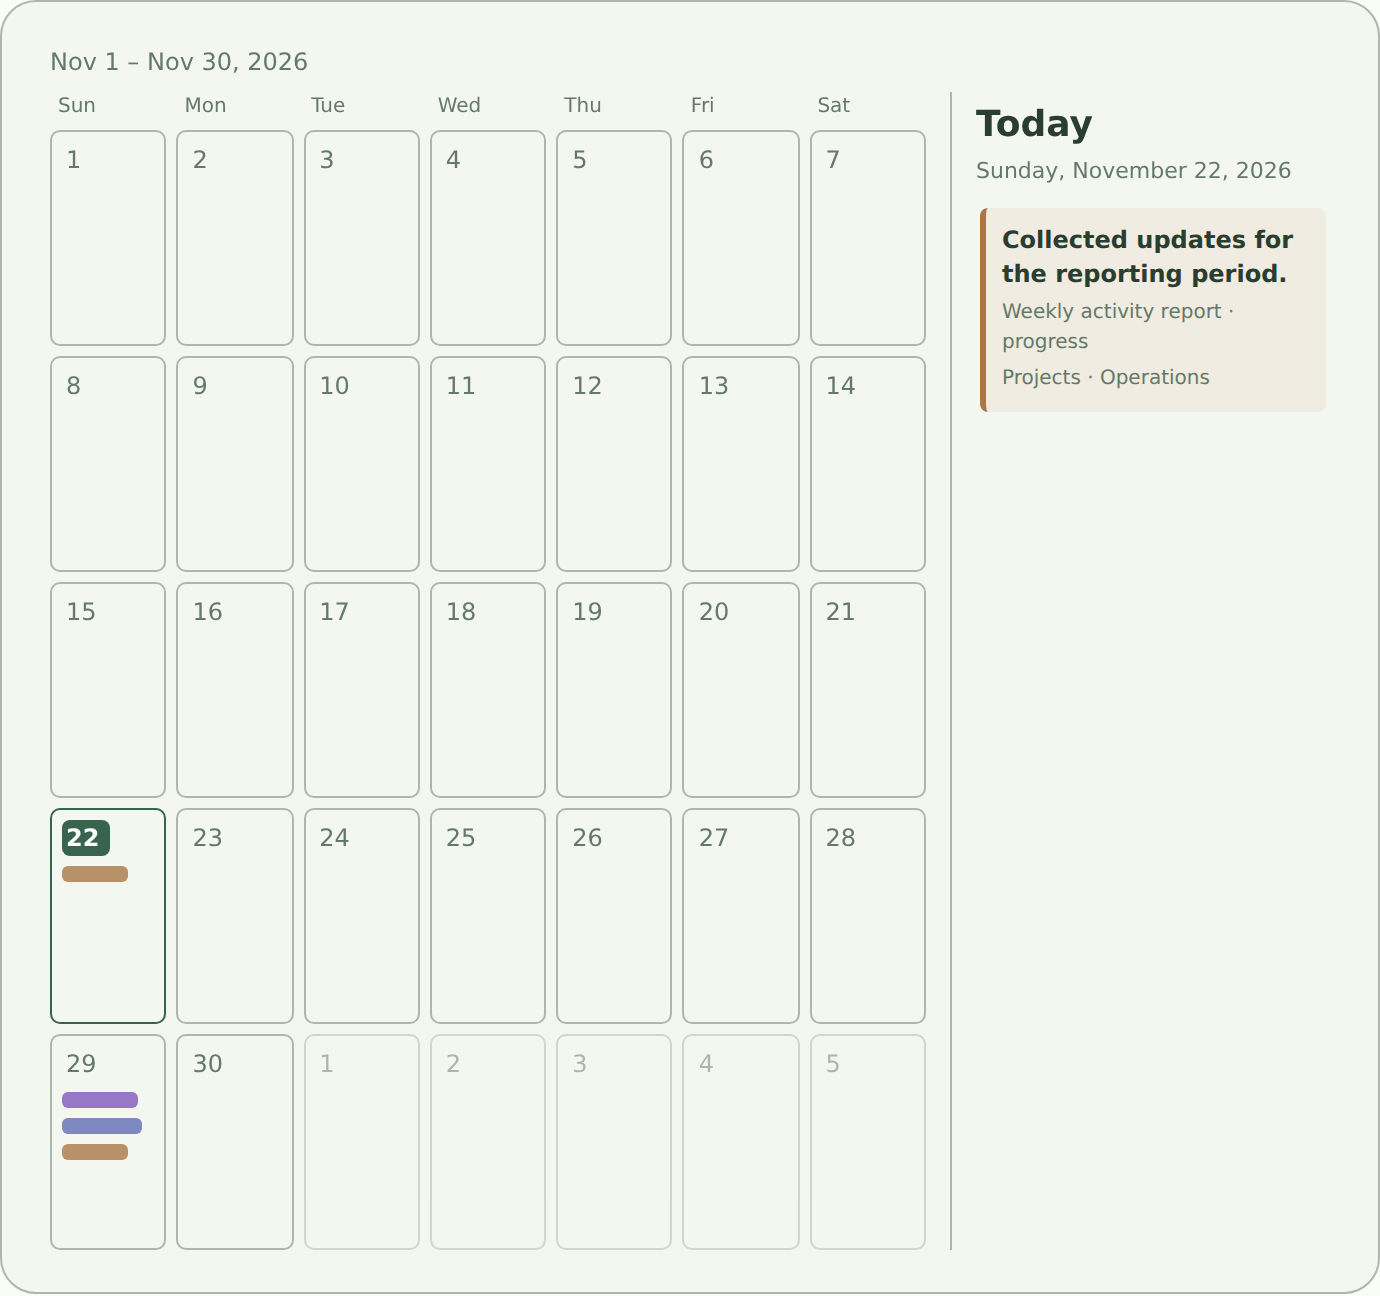 Nov 1 – Nov 30, 2026
Sun Mon Tue Wed Thu Fri Sat
1 2 3 4 5 6 7
8 9 10 11 12 13 14
15 16 17 18 19 20 21
22 23 24 25 26 27 28
29 30 1 2 3 4 5
Today
Sunday, November 22, 2026
Collected updates for
the reporting period.
Weekly activity report ·
progress
Projects · Operations